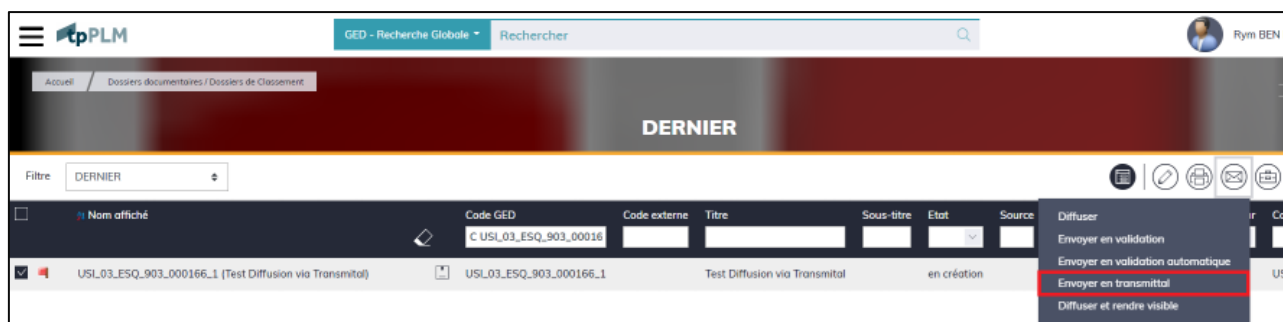 tpPLM
GED - Recherche Globale
Rechercher
Rym BEN
Accueil / Dossiers documentaires / Dossiers de Classement
DERNIER
Filtre DERNIER
Nom affiché Code GED Code externe Titre Sous-titre Etat Source
C USI_03_ESQ_903_00016
USI_03_ESQ_903_000166_1 (Test Diffusion via Transmital) USI_03_ESQ_903_000166_1 Test Diffusion via Transmital en création
Diffuser
Envoyer en validation
Envoyer en validation automatique
Envoyer en transmittal
Diffuser et rendre visible